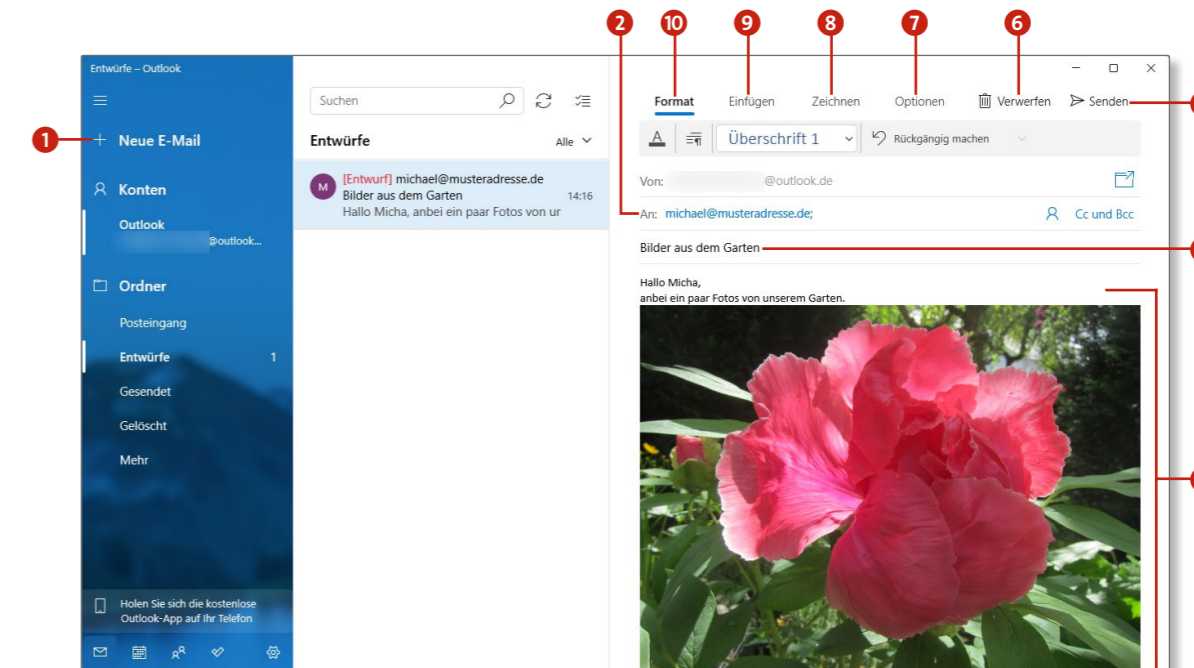 2 10 9 8 7 6
Entwürfe – Outlook
1
Neue E-Mail
Konten
Outlook
@outlook...
Ordner
Posteingang
Entwürfe 1
Gesendet
Gelöscht
Mehr
Holen Sie sich die kostenlose
Outlook-App auf Ihr Telefon
Suchen
Entwürfe Alle
M
[Entwurf] michael@musteradresse.de
Bilder aus dem Garten 14:16
Hallo Micha, anbei ein paar Fotos von ur
Format Einfügen Zeichnen Optionen Verwerfen Senden
A Überschrift 1 Rückgängig machen
Von: @outlook.de
An: michael@musteradresse.de; Cc und Bcc
Bilder aus dem Garten
Hallo Micha,
anbei ein paar Fotos von unserem Garten.